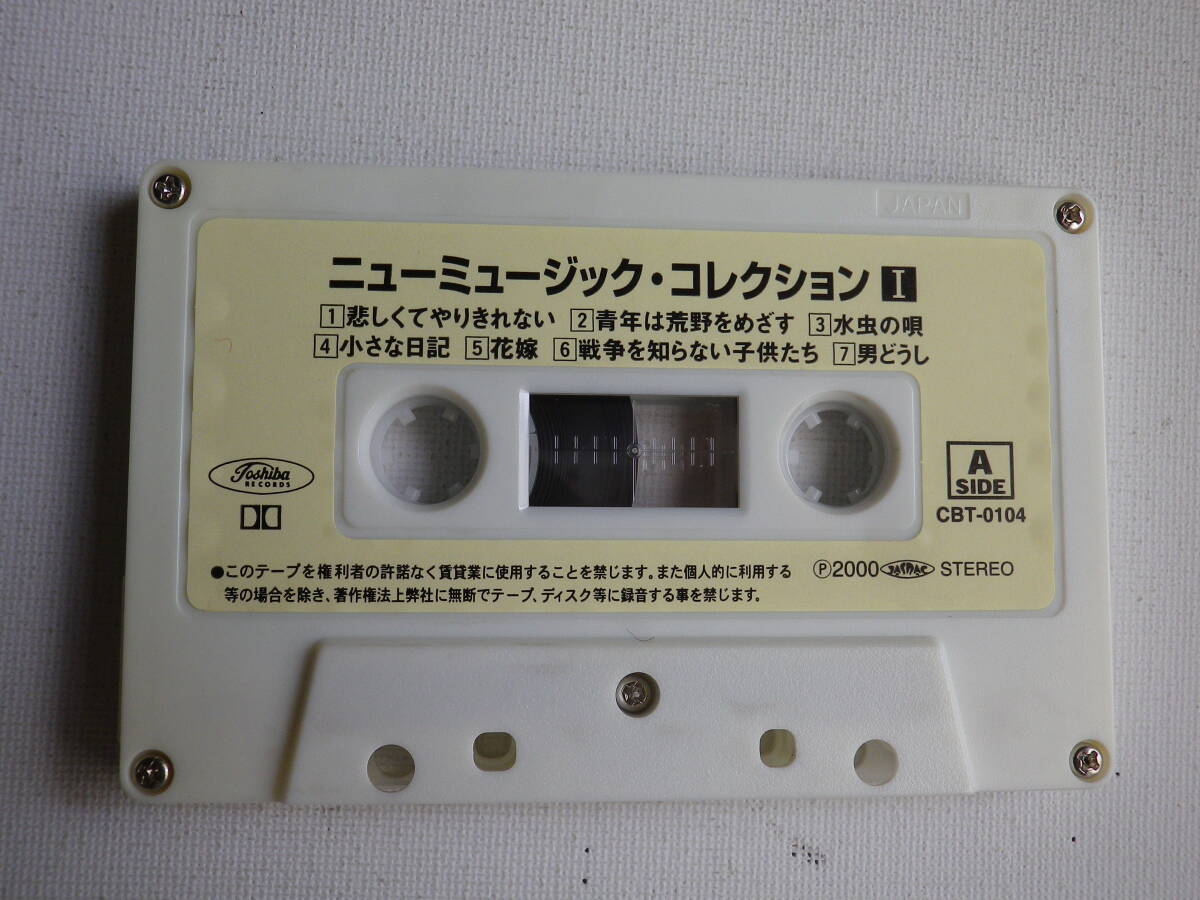 JAPAN
ニューミュージック・コレクション I
1 悲しくてやりきれない 2 青年は荒野をめざす 3 水虫の唄
4 小さな日記 5 花嫁 6 戦争を知らない子供たち 7 男どうし
Toshiba
RECORDS
A
SIDE
CBT-0104
●このテープを権利者の許諾なく賃貸業に使用することを禁じます。また個人的に利用する
等の場合を除き、著作権法上弊社に無断でテープ、ディスク等に録音する事を禁じます。
Ⓟ2000 JASRAC STEREO